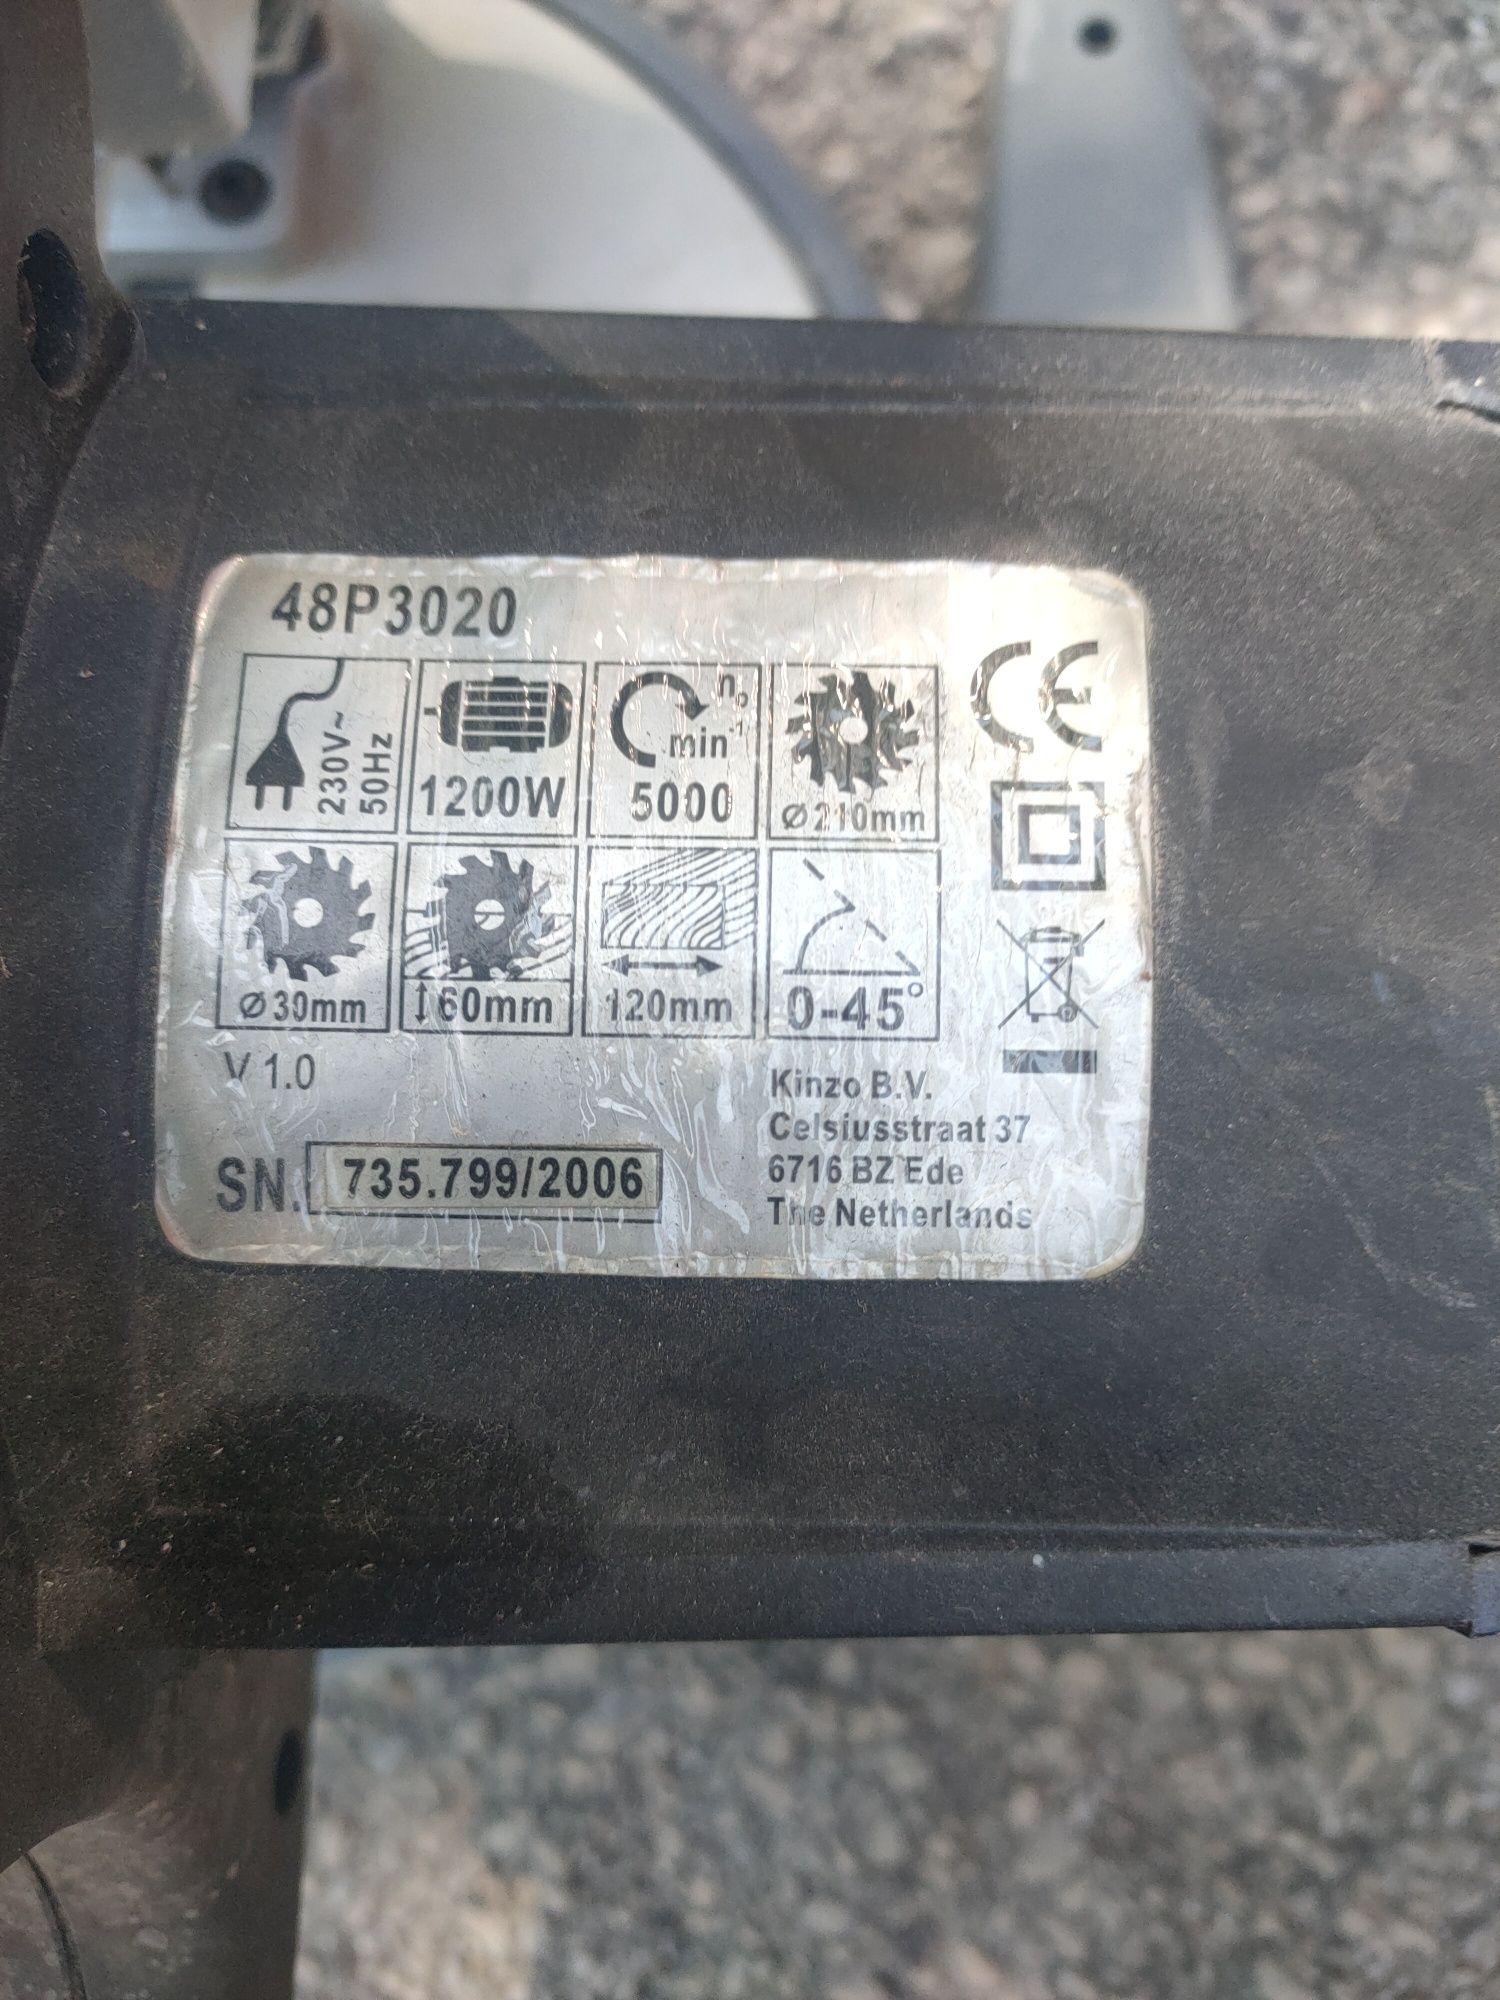 48P3020
230V~
50Hz
1200W
n₀
min⁻¹
5000
Ø210mm
CE
Ø30mm
60mm
120mm
0-45°
V 1.0
SN. 735.799/2006
Kinzo B.V.
Celsiusstraat 37
6716 BZ Ede
The Netherlands